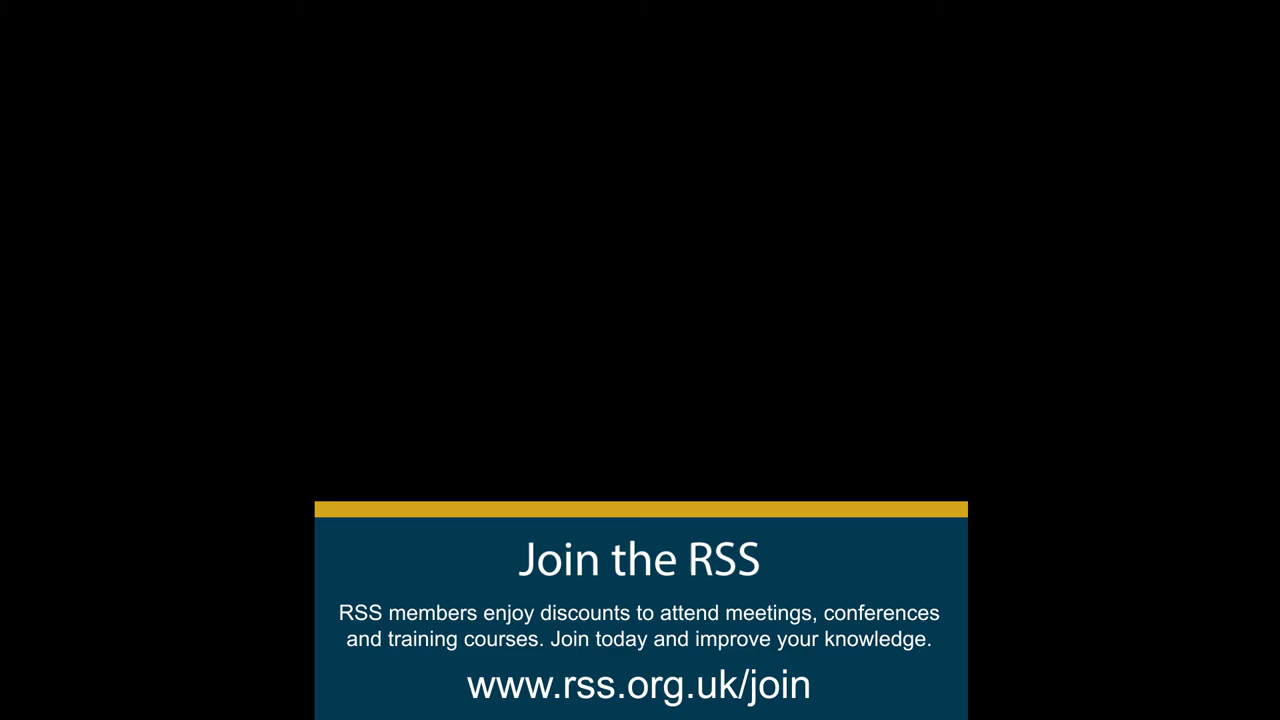 Join the RSS
RSS members enjoy discounts to attend meetings, conferences
and training courses. Join today and improve your knowledge.
www.rss.org.uk/join